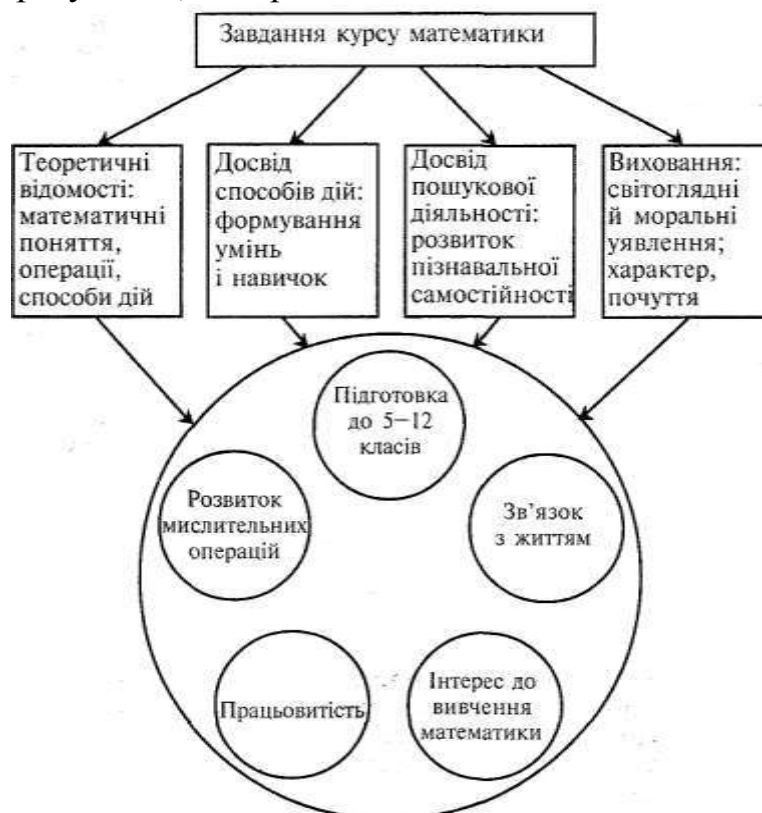 Завдання курсу математики
Теоретичні
відомості:
математичні
поняття,
операції,
способи дій
Досвід
способів дій:
формування
умінь
і навичок
Досвід
пошукової
діяльності:
розвиток
пізнавальної
самостійності
Виховання:
світоглядні
й моральні
уявлення;
характер,
почуття
Підготовка
до 5–12
класів
Розвиток
мислительних
операцій
Зв’язок
з життям
Працьовитість
Інтерес до
вивчення
математики